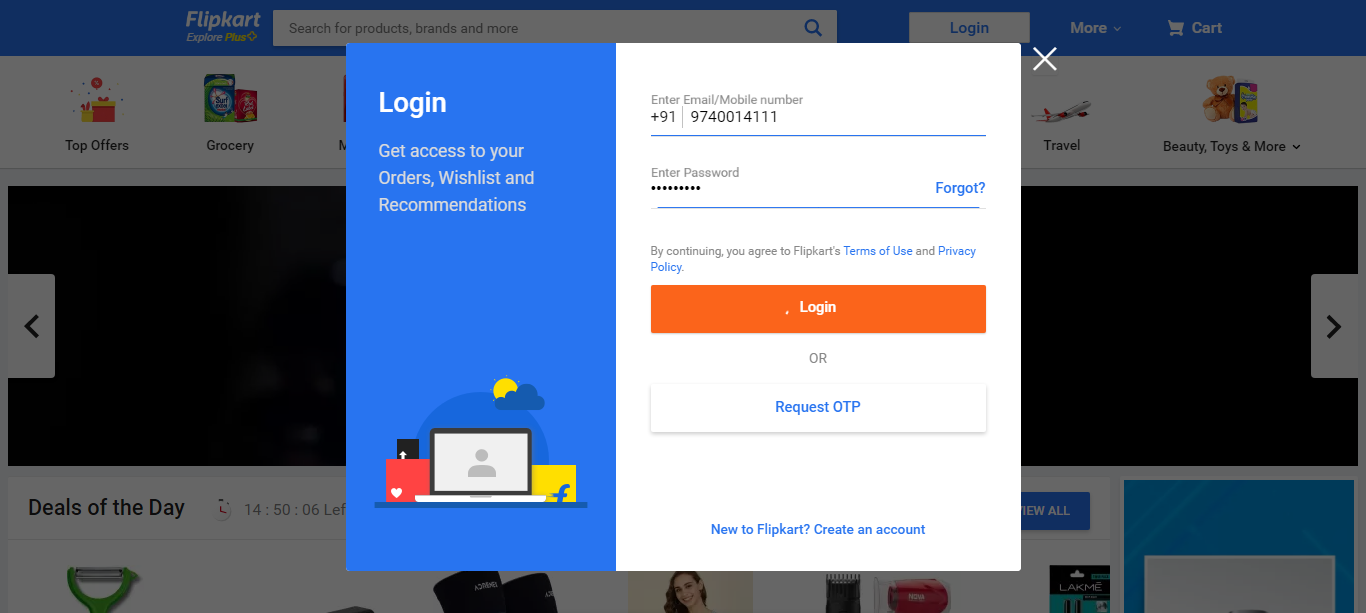 Flipkart
Explore Plus
Search for products, brands and more
Login
More
Cart
Top Offers
Grocery
M
Travel
Beauty, Toys & More
Login
Get access to your
Orders, Wishlist and
Recommendations
Enter Email/Mobile number
+91 9740014111
Enter Password
•••••••••
Forgot?
By continuing, you agree to Flipkart's Terms of Use and Privacy
Policy.
Login
OR
Request OTP
New to Flipkart? Create an account
Deals of the Day
14 : 50 : 06 Lef
VIEW ALL
NOVA
LAKMÉ